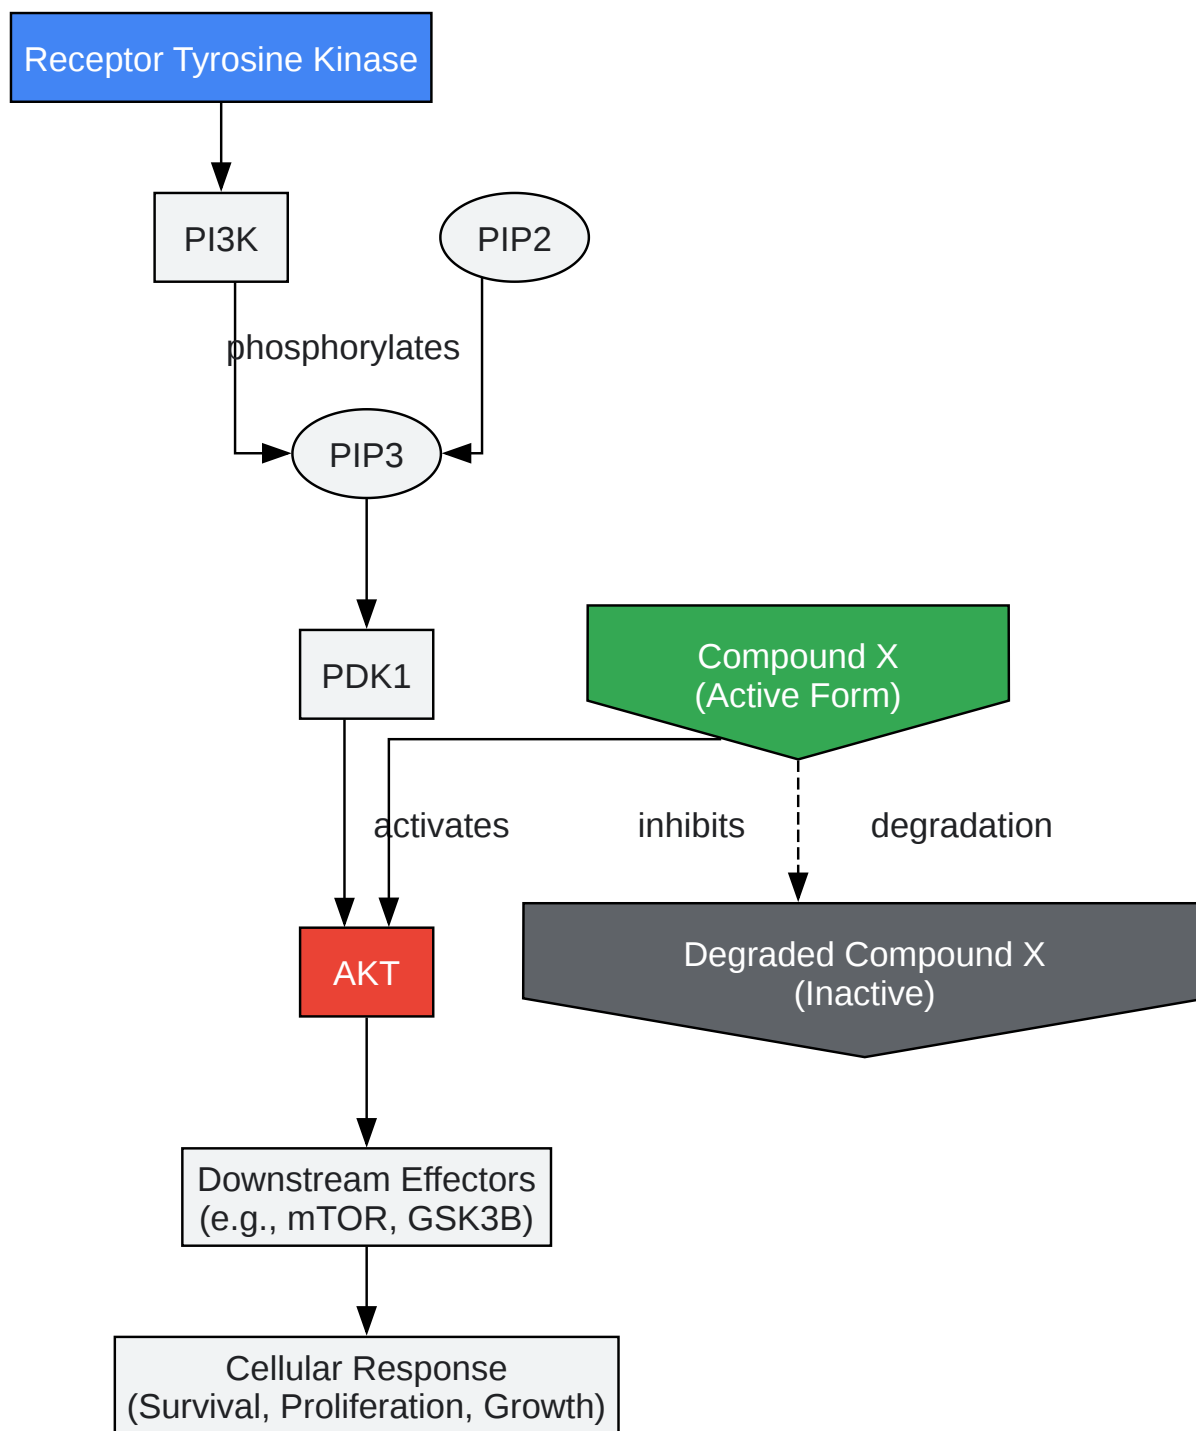 Receptor Tyrosine Kinase
PI3K
PIP2
phosphorylates
PIP3
PDK1
Compound X
(Active Form)
activates
inhibits
degradation
AKT
Degraded Compound X
(Inactive)
Downstream Effectors
(e.g., mTOR, GSK3B)
Cellular Response
(Survival, Proliferation, Growth)